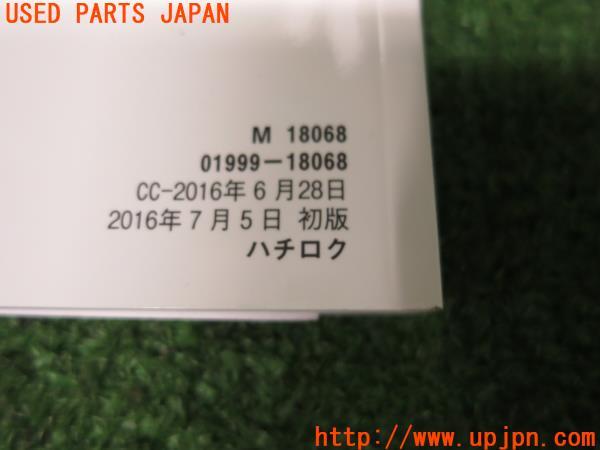 USED PARTS JAPAN
M 18068
01999-18068
CC-2016年6月28日
2016年7月5日 初版
ハチロク
http://www.upjpn.com